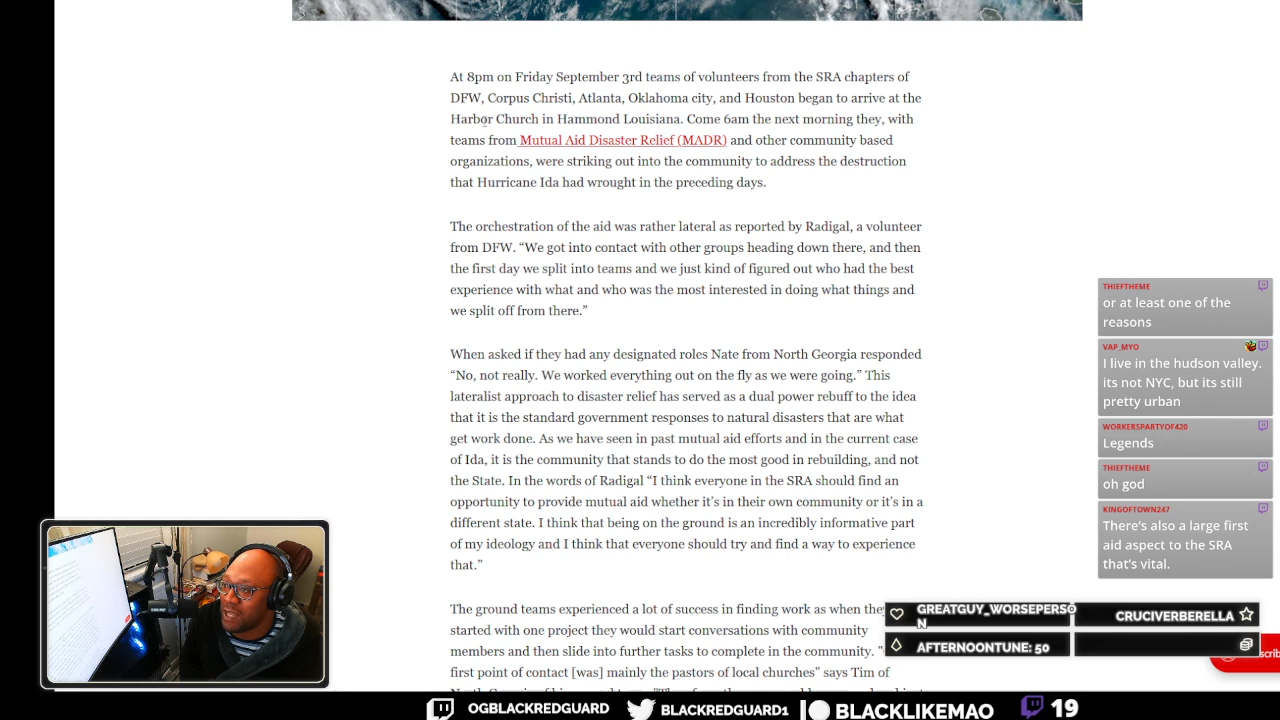 At 8pm on Friday September 3rd teams of volunteers from the SRA chapters of
DFW, Corpus Christi, Atlanta, Oklahoma city, and Houston began to arrive at the
Harbor Church in Hammond Louisiana. Come 6am the next morning they, with
teams from Mutual Aid Disaster Relief (MADR) and other community based
organizations, were striking out into the community to address the destruction
that Hurricane Ida had wrought in the preceding days.
The orchestration of the aid was rather lateral as reported by Radigal, a volunteer
from DFW. “We got into contact with other groups heading down there, and then
the first day we split into teams and we just kind of figured out who had the best
experience with what and who was the most interested in doing what things and
we split off from there.”
When asked if they had any designated roles Nate from North Georgia responded
“No, not really. We worked everything out on the fly as we were going.” This
lateralist approach to disaster relief has served as a dual power rebuff to the idea
that it is the standard government responses to natural disasters that are what
get work done. As we have seen in past mutual aid efforts and in the current case
of Ida, it is the community that stands to do the most good in rebuilding, and not
the State. In the words of Radigal “I think everyone in the SRA should find an
opportunity to provide mutual aid whether it’s in their own community or it’s in a
different state. I think that being on the ground is an incredibly informative part
of my ideology and I think that everyone should try and find a way to experience
that.”
The ground teams experienced a lot of success in finding work as when they
started with one project they would start conversations with community
members and then slide into further tasks to complete in the community.
first point of contact [was] mainly the pastors of local churches” says Tim of
THIEFTHEME
or at least one of the
reasons
VAP_MYO
I live in the hudson valley.
its not NYC, but its still
pretty urban
WORKERSPARTYOF420
Legends
THIEFTHEME
oh god
KINGOFTOWN247
There's also a large first
aid aspect to the SRA
that's vital.
GREATGUY_WORSEPERSO
N
CRUCIVERBERELLA
AFTERNOONTUNE: 50
OGBLACKREDGUARD
BLACKREDGUARD1
BLACKLIKEMAO
19